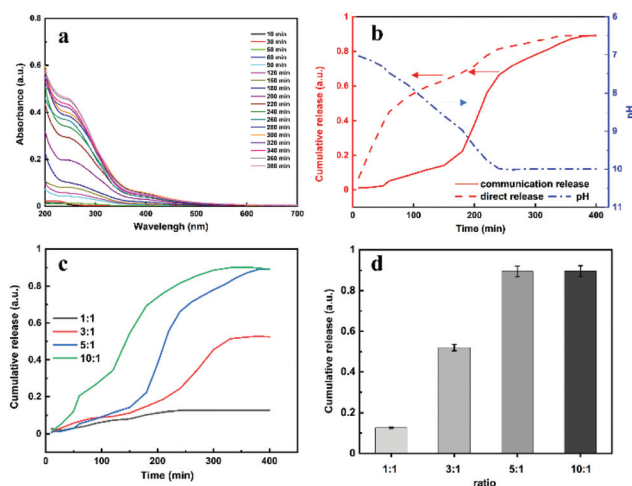 a
0.8
0.6
0.4
0.2
0.0
Absorbance (a.u.)
200 300 400 500 600 700
Wavelengh (nm)
10 min
30 min
50 min
60 min
90 min
120 min
150 min
180 min
200 min
220 min
240 min
260 min
280 min
300 min
320 min
340 min
360 min
380 min
b
1
0.8
0.6
0.4
0.2
0
Cumulative release (a.u.)
0 100 200 300 400
Time (min)
6
7
8
9
10
11
pH
communication release
direct release
pH
c
1
0.8
0.6
0.4
0.2
0
Cumulative release (a.u.)
0 100 200 300 400
Time (min)
1:1
3:1
5:1
10:1
d
1
0.8
0.6
0.4
0.2
0
Cumulative release (a.u.)
1:1 3:1 5:1 10:1
ratio